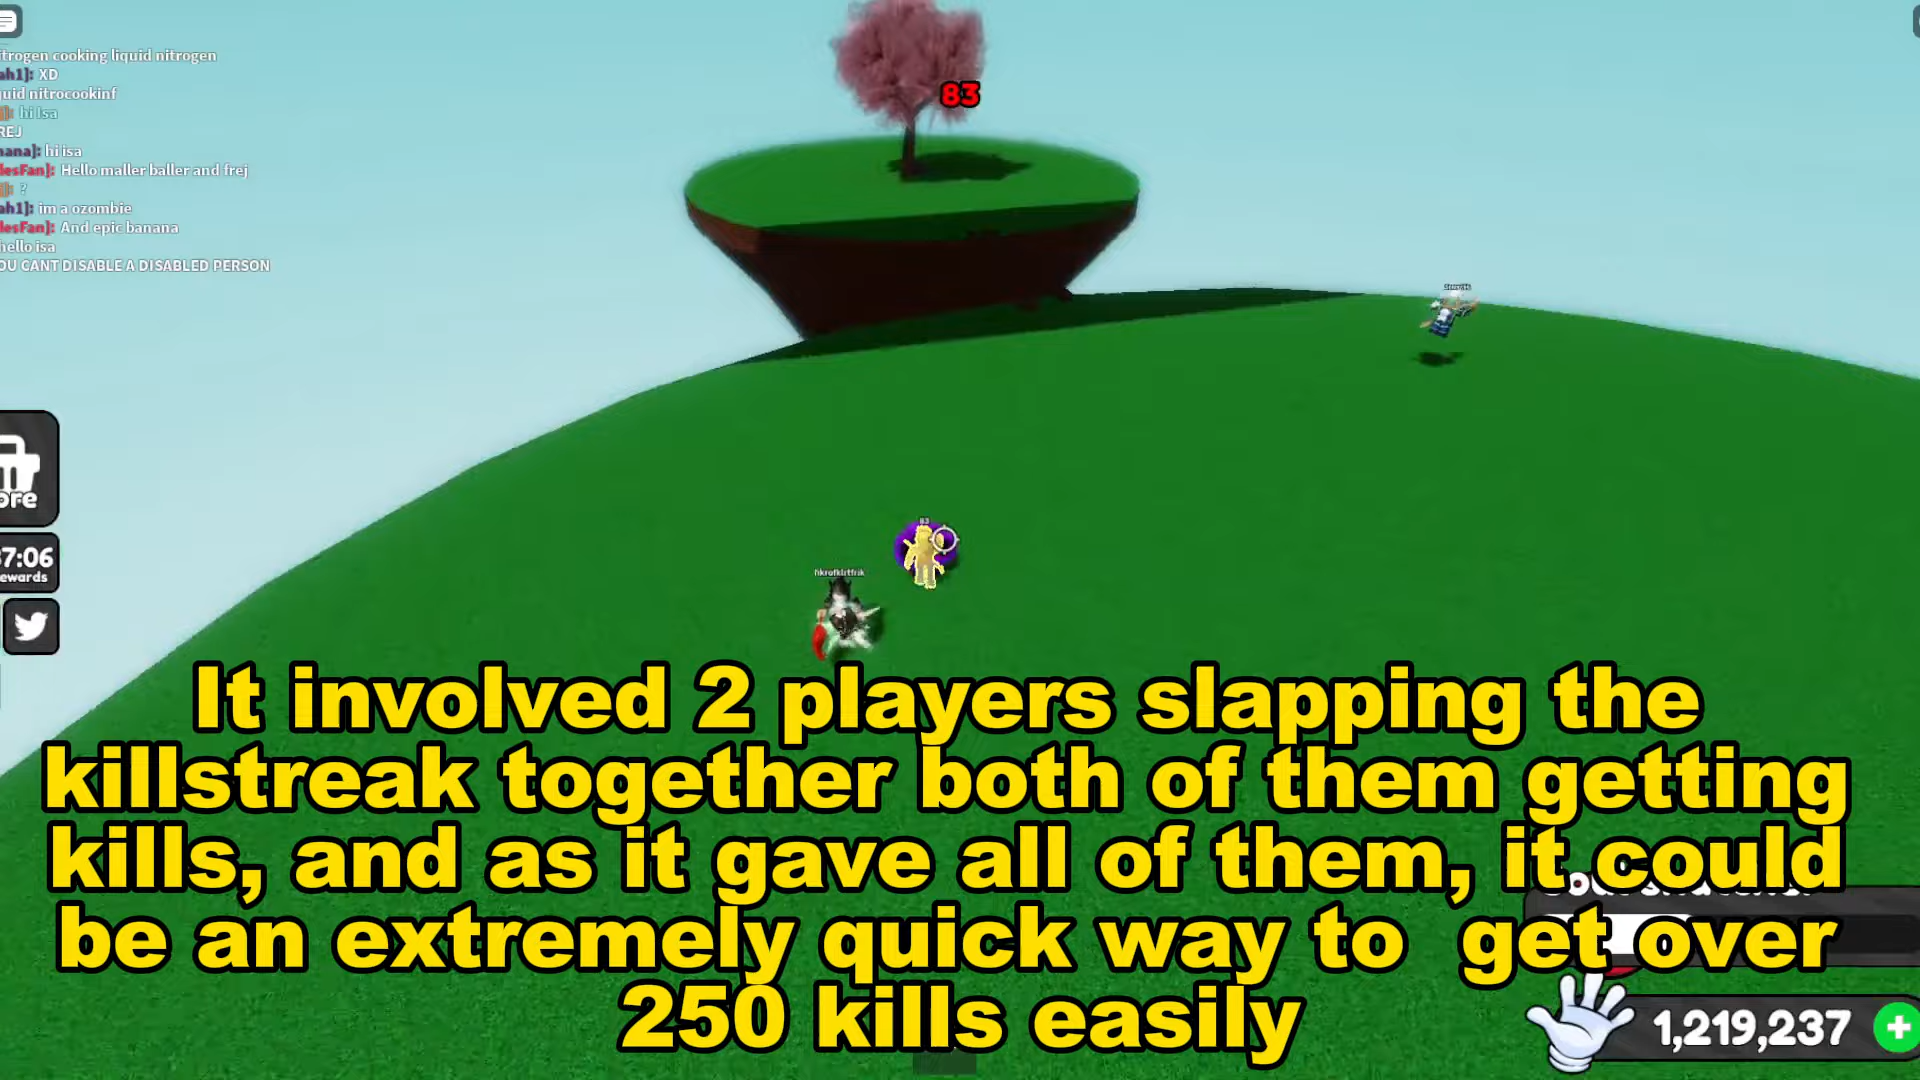 trogen cooking liquid nitrogen
ah1]: XD
quid nitrocookinf
hi Isa
REJ
nana]: hi isa
lesFan]: Hello maller baller and frej
?
ah1]: im a ozombie
lesFan]: And epic banana
hello isa
OU CANT DISABLE A DISABLED PERSON
83
83
ore
37:06
ewards
It involved 2 players slapping the
killstreak together both of them getting
kills, and as it gave all of them, it could
be an extremely quick way to get over
250 kills easily
1,219,237